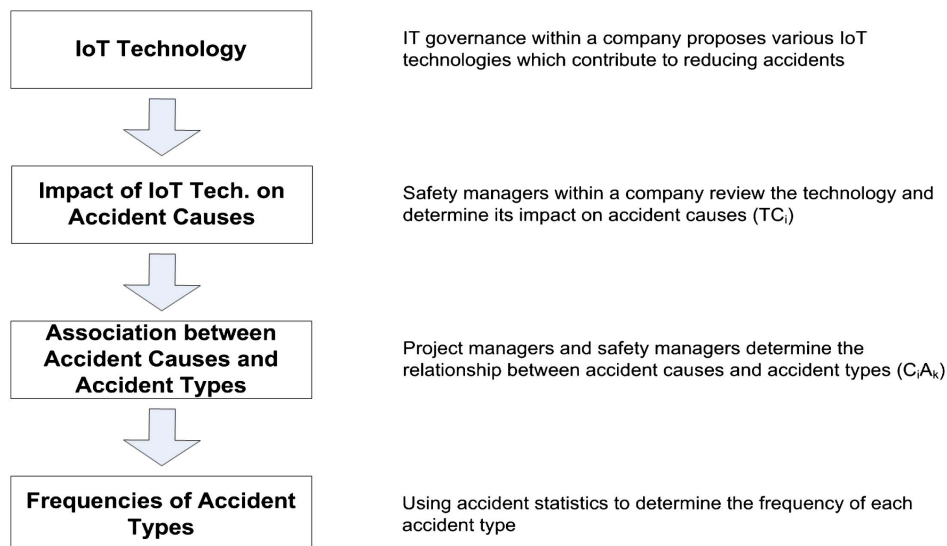 IoT Technology
IT governance within a company proposes various IoT
technologies which contribute to reducing accidents
Impact of IoT Tech. on
Accident Causes
Safety managers within a company review the technology and
determine its impact on accident causes (TCᵢ)
Association between
Accident Causes and
Accident Types
Project managers and safety managers determine the
relationship between accident causes and accident types (CᵢAₖ)
Frequencies of Accident
Types
Using accident statistics to determine the frequency of each
accident type